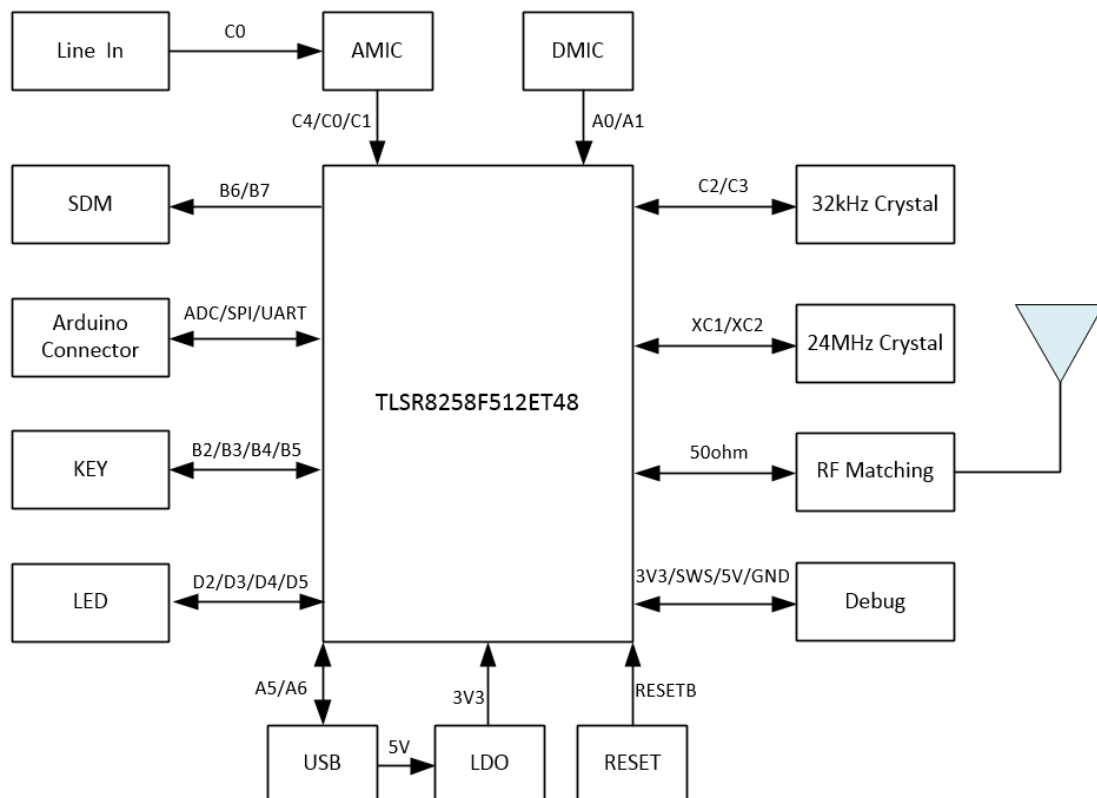 Line In
C0
AMIC
DMIC
C4/C0/C1
A0/A1
SDM
B6/B7
C2/C3
32kHz Crystal
Arduino
Connector
ADC/SPI/UART
XC1/XC2
24MHz Crystal
TLSR8258F512ET48
KEY
B2/B3/B4/B5
50ohm
RF Matching
LED
D2/D3/D4/D5
3V3/SWS/5V/GND
Debug
A5/A6
3V3
RESETB
USB
5V
LDO
RESET